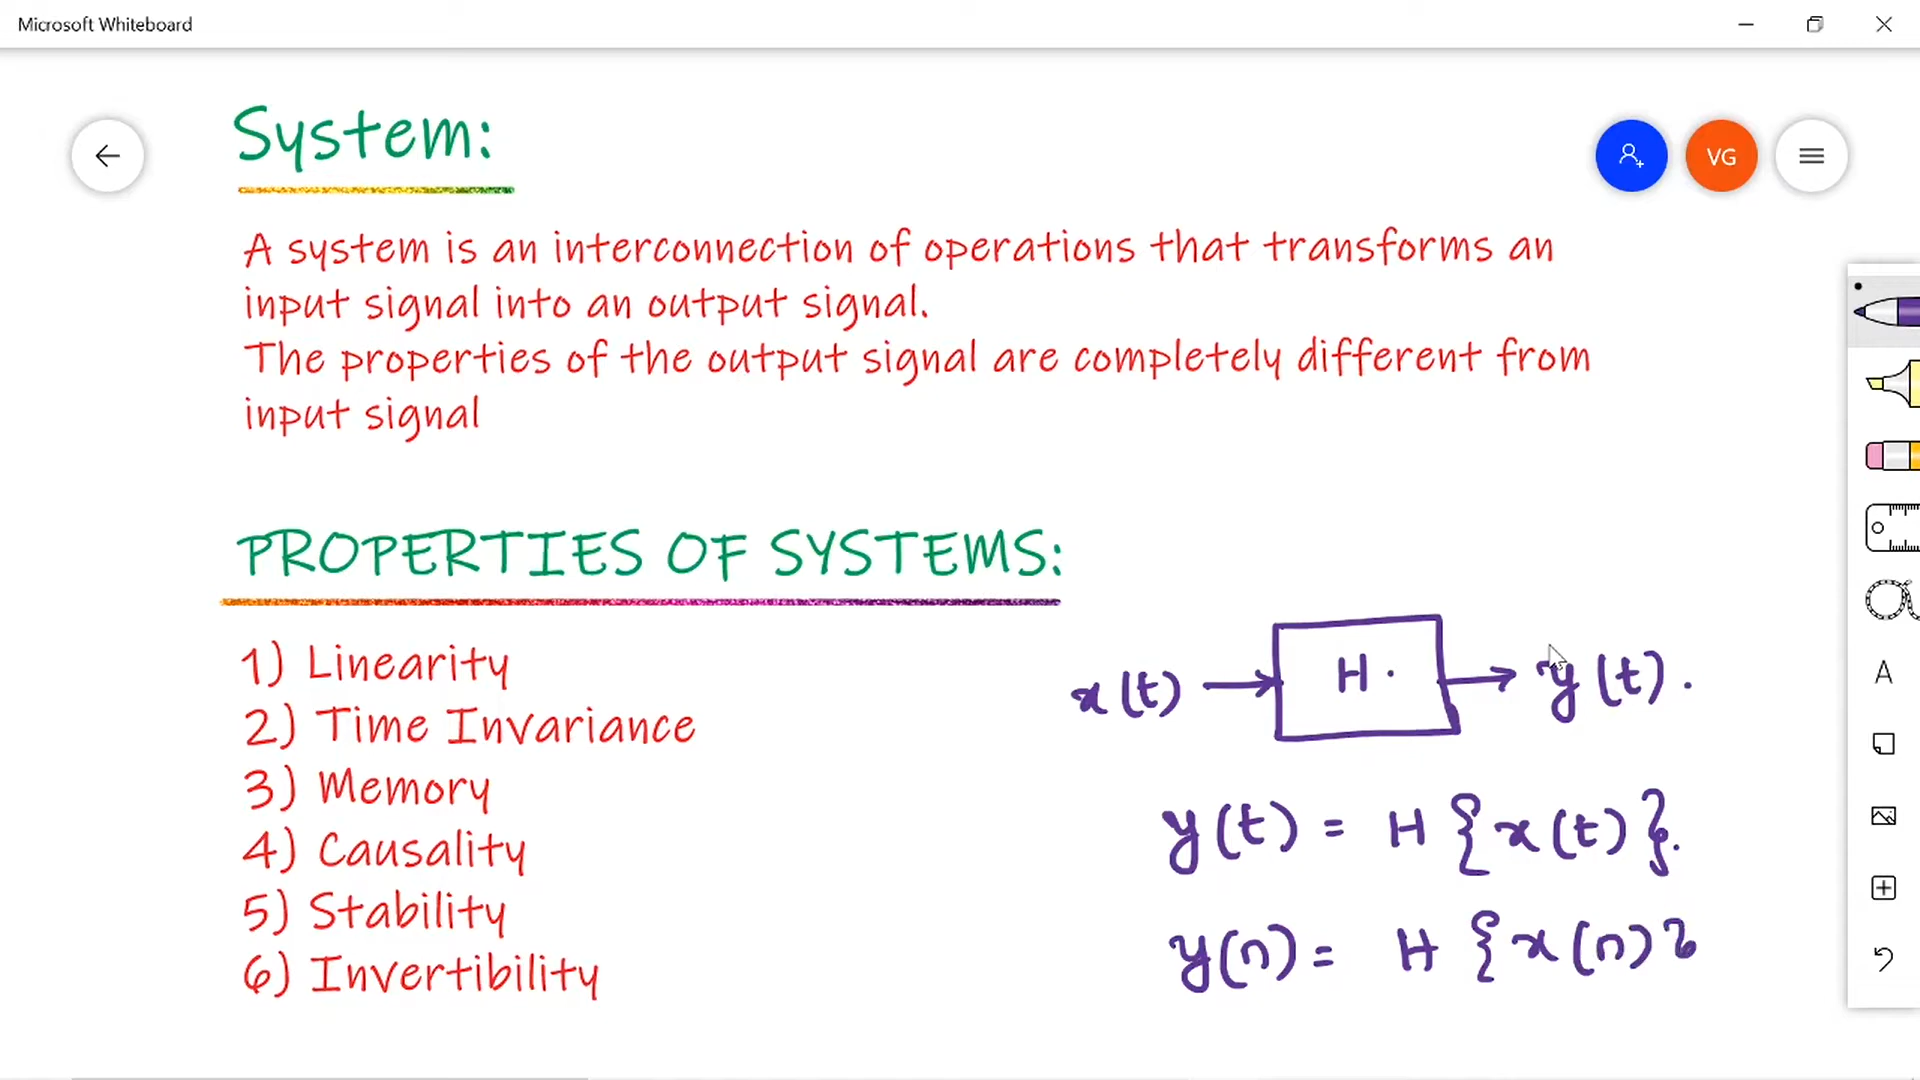 Microsoft Whiteboard
System:
VG
A system is an interconnection of operations that transforms an
input signal into an output signal.
The properties of the output signal are completely different from
input signal
PROPERTIES OF SYSTEMS:
1) Linearity
2) Time Invariance
3) Memory
4) Causality
5) Stability
6) Invertibility
x(t) → H. → y(t).
y(t) = H {x(t)}.
y(n) = H {x(n)}
A